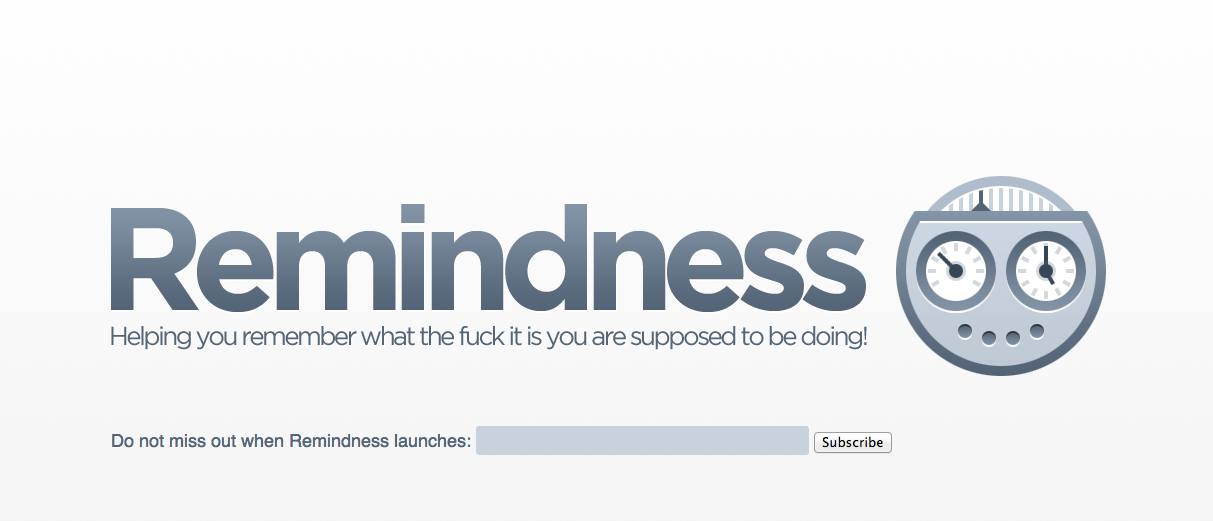 Remindness
Helping you remember what the fuck it is you are supposed to be doing!
Do not miss out when Remindness launches: Subscribe